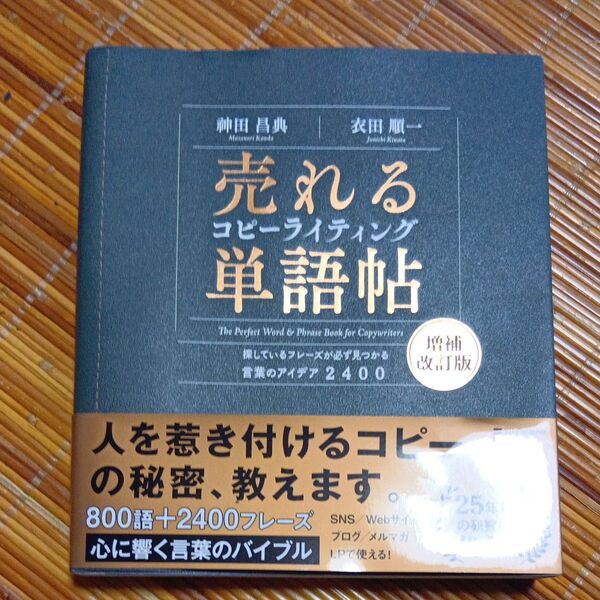 神田 昌典
Masanori Kanda
衣田 順一
Junichi Kinuta
売れる
コピーライティング
単語帖
The Perfect Word & Phrase Book for Copywriters
探しているフレーズが必ず見つかる
言葉のアイデア 2400
増補
改訂版
人を惹き付けるコピー
の秘密、教えます。
800語+2400フレーズ
心に響く言葉のバイブル
SNS/Webサイ
ブログ/メルマガ
LPで使える!
25年
の研究